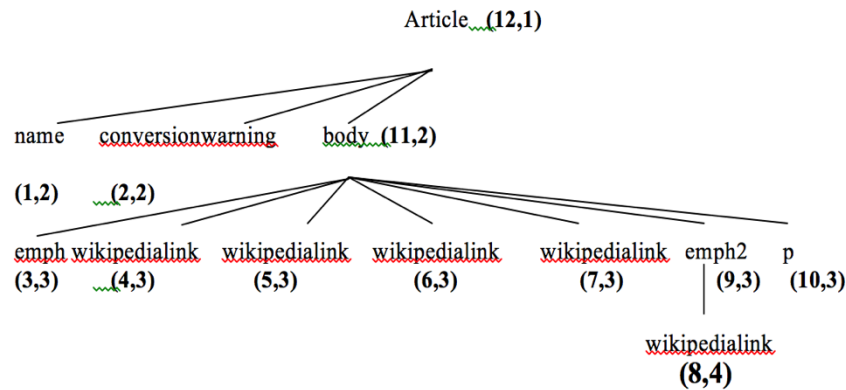 Article (12,1)
name conversionwarning body (11,2)
(1,2) (2,2)
emph wikipedialink wikipedialink wikipedialink wikipedialink emph2 p
(3,3) (4,3) (5,3) (6,3) (7,3) (9,3) (10,3)
wikipedialink
(8,4)